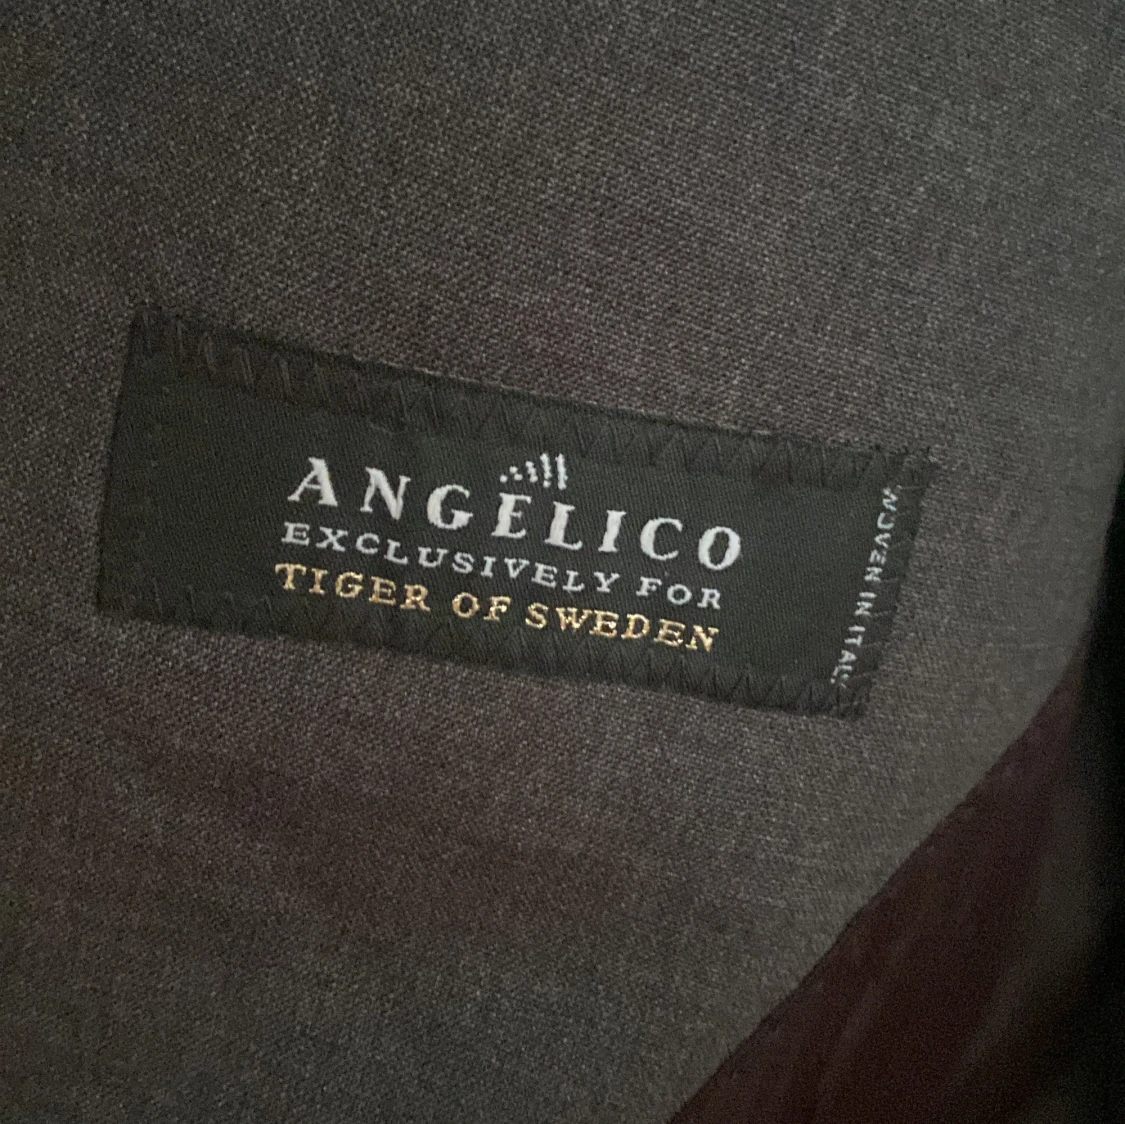 ANGELICO
EXCLUSIVELY FOR
TIGER OF SWEDEN
WOVEN IN ITALY